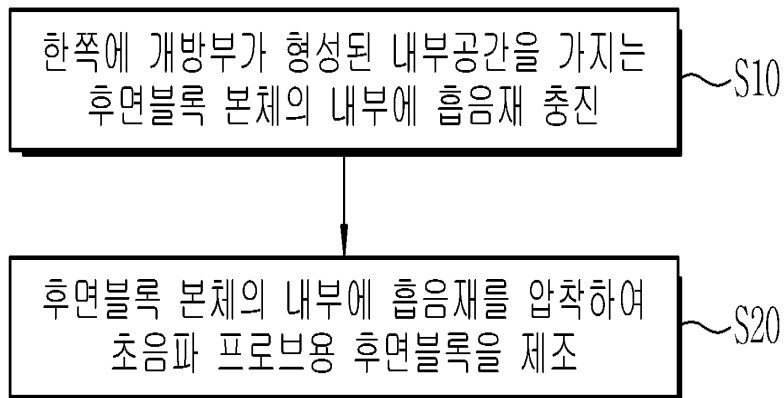 한쪽에 개방부가 형성된 내부공간을 가지는
후면블록 본체의 내부에 흡음재 충진
S10
후면블록 본체의 내부에 흡음재를 압착하여
초음파 프로브용 후면블록을 제조
S20